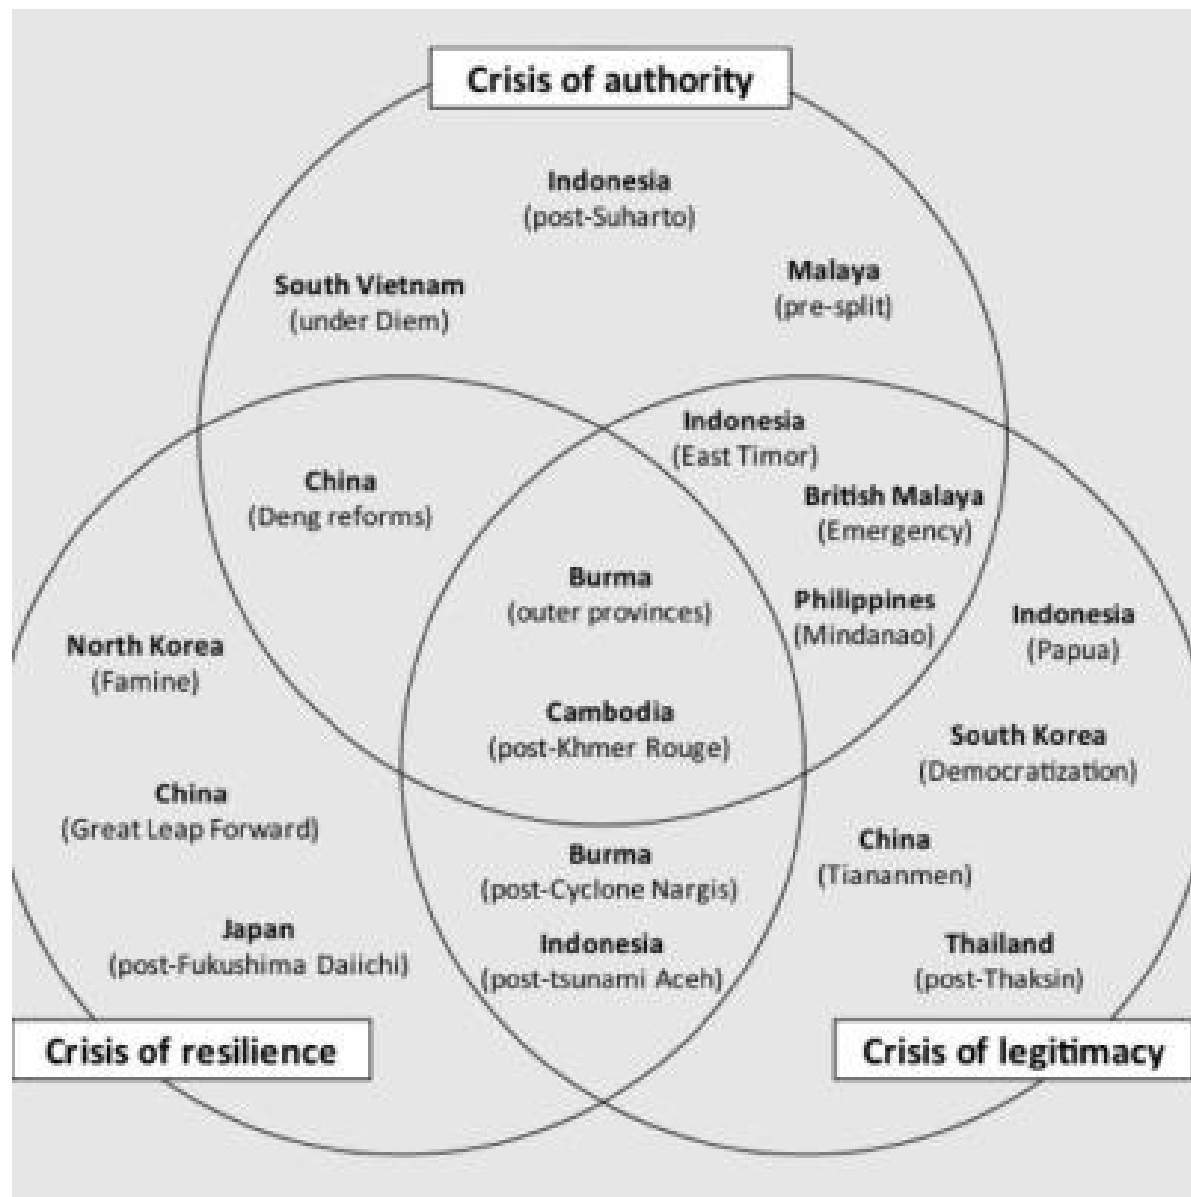 Crisis of authority
Indonesia
(post-Suharto)
Malaya
(pre-split)
South Vietnam
(under Diem)
Indonesia
(East Timor)
China
(Deng reforms)
British Malaya
(Emergency)
Burma
(outer provinces)
Philippines
(Mindanao)
Indonesia
(Papua)
North Korea
(Famine)
Cambodia
(post-Khmer Rouge)
South Korea
(Democratization)
China
(Great Leap Forward)
Burma
(post-Cyclone Nargis)
China
(Tiananmen)
Japan
(post-Fukushima Daiichi)
Indonesia
(post-tsunami Aceh)
Thailand
(post-Thaksin)
Crisis of resilience
Crisis of legitimacy